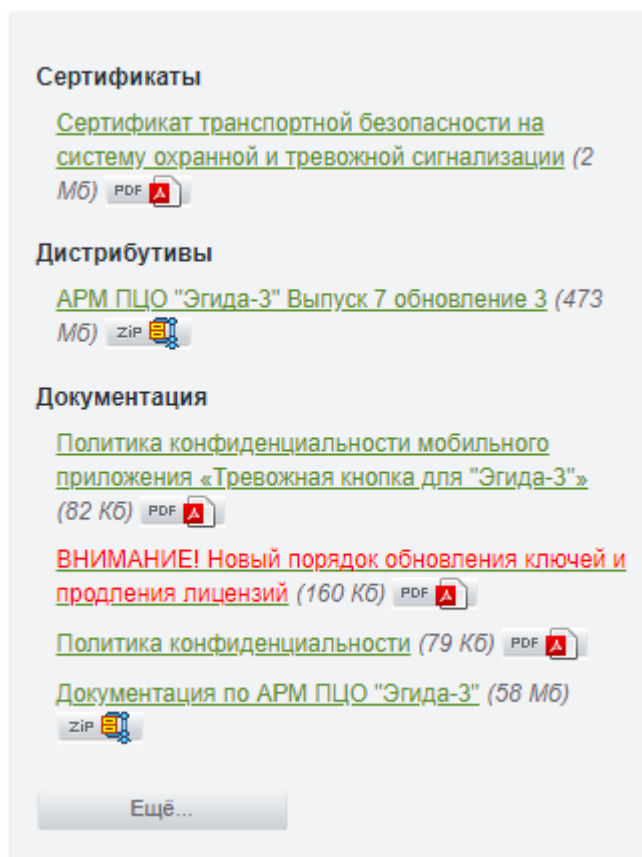 Сертификаты
Сертификат транспортной безопасности на
систему охранной и тревожной сигнализации (2
Мб) PDF
Дистрибутивы
АРМ ПЦО "Эгида-3" Выпуск 7 обновление 3 (473
Мб) ZIP
Документация
Политика конфиденциальности мобильного
приложения «Тревожная кнопка для "Эгида-3"»
(82 Кб) PDF
ВНИМАНИЕ! Новый порядок обновления ключей и
продления лицензий (160 Кб) PDF
Политика конфиденциальности (79 Кб) PDF
Документация по АРМ ПЦО "Эгида-3" (58 Мб)
ZIP
Ещё...